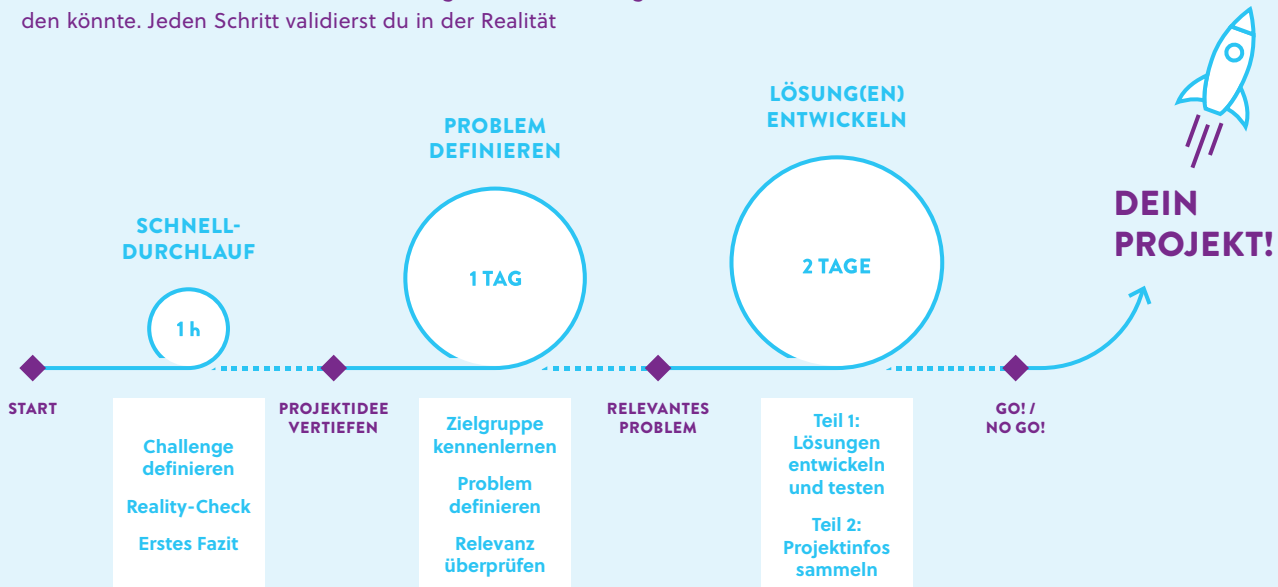 den könnte. Jeden Schritt validierst du in der Realität
LÖSUNG(EN)
ENTWICKELN
PROBLEM
DEFINIEREN
DEIN
PROJEKT!
SCHNELL-
DURCHLAUF
1 h
1 TAG
2 TAGE
START
PROJEKTIDEE
VERTIEFEN
RELEVANTES
PROBLEM
GO! /
NO GO!
Challenge
definieren
Reality-Check
Erstes Fazit
Zielgruppe
kennenlernen
Problem
definieren
Relevanz
überprüfen
Teil 1:
Lösungen
entwickeln
und testen
Teil 2:
Projektinfos
sammeln